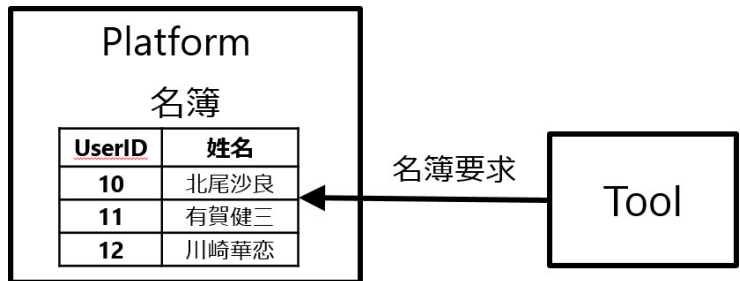 Platform
名簿
UserID 姓名
10 北尾沙良
11 有賀健三
12 川崎華恋
名簿要求
Tool